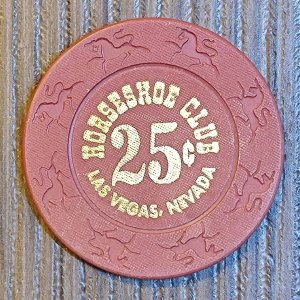 HORSESHOE CLUB
25¢
LAS VEGAS, NEVADA